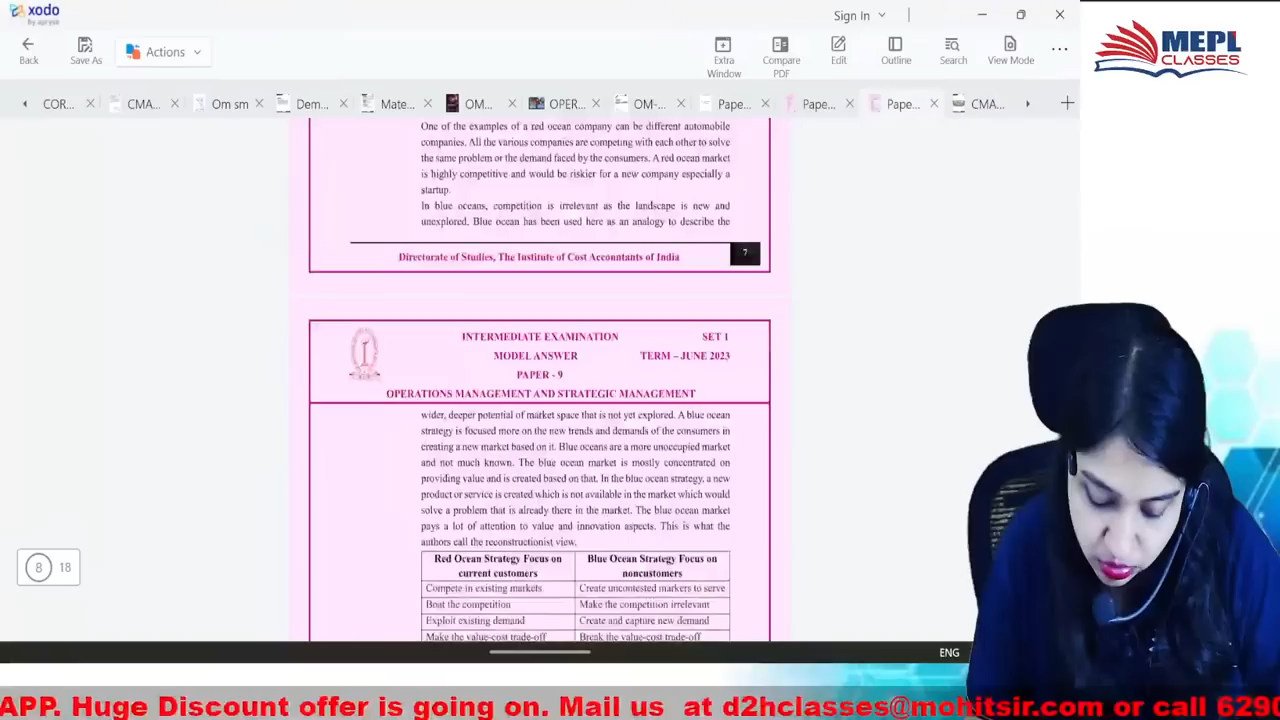 xodo
by apryse
Sign In
Back
Save As
Actions
Extra Window
Compare PDF
Edit
Outline
Search
View Mode
COR...
CMA...
Om sm
Dem...
Mate...
OM...
OPER...
OM-...
Pape...
Pape...
Pape...
CMA...
MEPL
CLASSES
One of the examples of a red ocean company can be different automobile
companies. All the various companies are competing with each other to solve
the same problem or the demand faced by the consumers. A red ocean market
is highly competitive and would be riskier for a new company especially a
startup.
In blue oceans, competition is irrelevant as the landscape is new and
unexplored. Blue ocean has been used here as an analogy to describe the
Directorate of Studies, The Institute of Cost Accountants of India
7
INTERMEDIATE EXAMINATION SET 1
MODEL ANSWER TERM – JUNE 2023
PAPER - 9
OPERATIONS MANAGEMENT AND STRATEGIC MANAGEMENT
wider, deeper potential of market space that is not yet explored. A blue ocean
strategy is focused more on the new trends and demands of the consumers in
creating a new market based on it. Blue oceans are a more unoccupied market
and not much known. The blue ocean market is mostly concentrated on
providing value and is created based on that. In the blue ocean strategy, a new
product or service is created which is not available in the market which would
solve a problem that is already there in the market. The blue ocean market
pays a lot of attention to value and innovation aspects. This is what the
authors call the reconstructionist view.
Red Ocean Strategy Focus on current customers
Blue Ocean Strategy Focus on noncustomers
Compete in existing markets
Create uncontested markets to serve
Beat the competition
Make the competition irrelevant
Exploit existing demand
Create and capture new demand
Make the value-cost trade-off
Break the value-cost trade-off
8 18
ENG
APP. Huge Discount offer is going on. Mail us at d2hclasses@mohitsir.com or call 6290